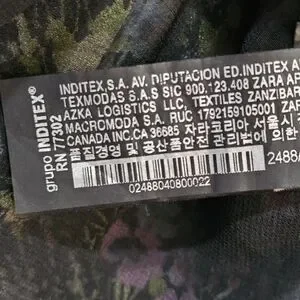 grupo INDITEX®
RN 77302
INDITEX,S.A. AV. DIPUTACION ED.INDITEX A
TEXMODAS S.A.S SIC 900.123.408 ZARA AR
AZKA LOGISTICS LLC, TEXTILES ZANZIBAR
MACROMODA S.A. RUC 1792159105001 ZA
CANADA INC.CA 36685 자라코리아 서울시
품질경영 및 공산품안전 관리법에 의한
2488/
02488040800022